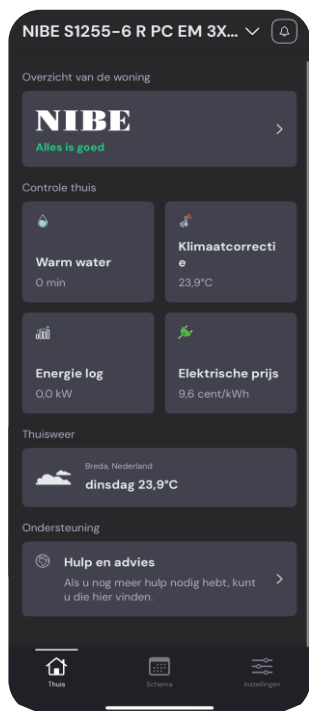 NIBE S1255-6 R PC EM 3X...
Overzicht van de woning
NIBE
Alles is goed
Controle thuis
Warm water
0 min
Klimaatcorrecti
e
23,9°C
Energie log
0,0 kW
Elektrische prijs
9,6 cent/kWh
Thuisweer
Breda, Nederland
dinsdag 23,9°C
Ondersteuning
Hulp en advies
Als u nog meer hulp nodig hebt, kunt
u die hier vinden.
Thuis
Schema
Instellingen